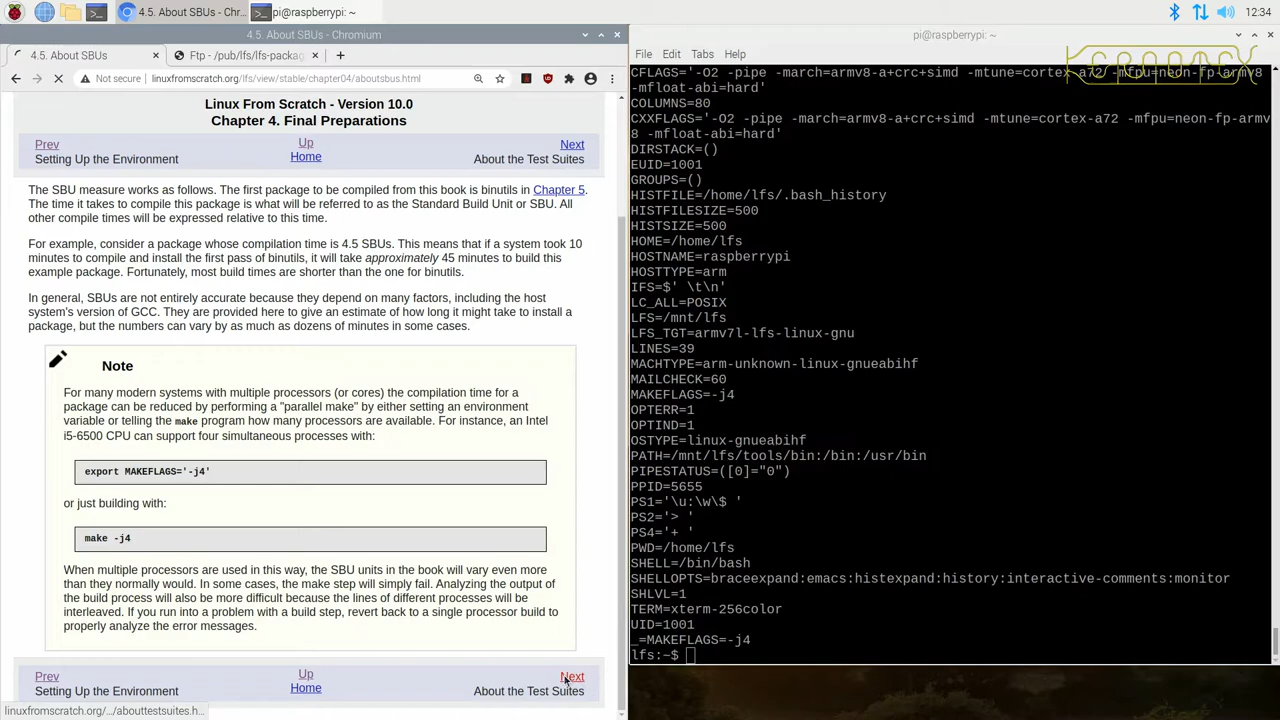 4.5. About SBUs - Chr...
pi@raspberrypi: ~
12:34
4.5. About SBUs - Chromium
4.5. About SBUs
Ftp - /pub/lfs/lfs-packag
Not secure
linuxfromscratch.org/lfs/view/stable/chapter04/aboutsbus.html
Linux From Scratch - Version 10.0
Chapter 4. Final Preparations
Prev
Up
Next
Setting Up the Environment
Home
About the Test Suites
The SBU measure works as follows. The first package to be compiled from this book is binutils in Chapter 5.
The time it takes to compile this package is what will be referred to as the Standard Build Unit or SBU. All
other compile times will be expressed relative to this time.
For example, consider a package whose compilation time is 4.5 SBUs. This means that if a system took 10
minutes to compile and install the first pass of binutils, it will take approximately 45 minutes to build this
example package. Fortunately, most build times are shorter than the one for binutils.
In general, SBUs are not entirely accurate because they depend on many factors, including the host
system's version of GCC. They are provided here to give an estimate of how long it might take to install a
package, but the numbers can vary by as much as dozens of minutes in some cases.
Note
For many modern systems with multiple processors (or cores) the compilation time for a
package can be reduced by performing a "parallel make" by either setting an environment
variable or telling the make program how many processors are available. For instance, an Intel
i5-6500 CPU can support four simultaneous processes with:
export MAKEFLAGS='-j4'
or just building with:
make -j4
When multiple processors are used in this way, the SBU units in the book will vary even more
than they normally would. In some cases, the make step will simply fail. Analyzing the output of
the build process will also be more difficult because the lines of different processes will be
interleaved. If you run into a problem with a build step, revert back to a single processor build to
properly analyze the error messages.
Prev
Up
Next
Setting Up the Environment
Home
About the Test Suites
linuxfromscratch.org/.../abouttestsuites.h...
pi@raspberrypi: ~
File Edit Tabs Help
CFLAGS='-O2 -pipe -march=armv8-a+crc+simd -mtune=cortex-a72 -mfpu=neon-fp-armv8
-mfloat-abi=hard'
COLUMNS=80
CXXFLAGS='-O2 -pipe -march=armv8-a+crc+simd -mtune=cortex-a72 -mfpu=neon-fp-armv
8 -mfloat-abi=hard'
DIRSTACK=()
EUID=1001
GROUPS=()
HISTFILE=/home/lfs/.bash_history
HISTFILESIZE=500
HISTSIZE=500
HOME=/home/lfs
HOSTNAME=raspberrypi
HOSTTYPE=arm
IFS=$' \t\n'
LC_ALL=POSIX
LFS=/mnt/lfs
LFS_TGT=armv7l-lfs-linux-gnu
LINES=39
MACHTYPE=arm-unknown-linux-gnueabihf
MAILCHECK=60
MAKEFLAGS=-j4
OPTERR=1
OPTIND=1
OSTYPE=linux-gnueabihf
PATH=/mnt/lfs/tools/bin:/bin:/usr/bin
PIPESTATUS=([0]="0")
PPID=5655
PS1='\u:\w\$ '
PS2='> '
PS4='+ '
PWD=/home/lfs
SHELL=/bin/bash
SHELLOPTS=braceexpand:emacs:histexpand:history:interactive-comments:monitor
SHLVL=1
TERM=xterm-256color
UID=1001
_=MAKEFLAGS=-j4
lfs:~$